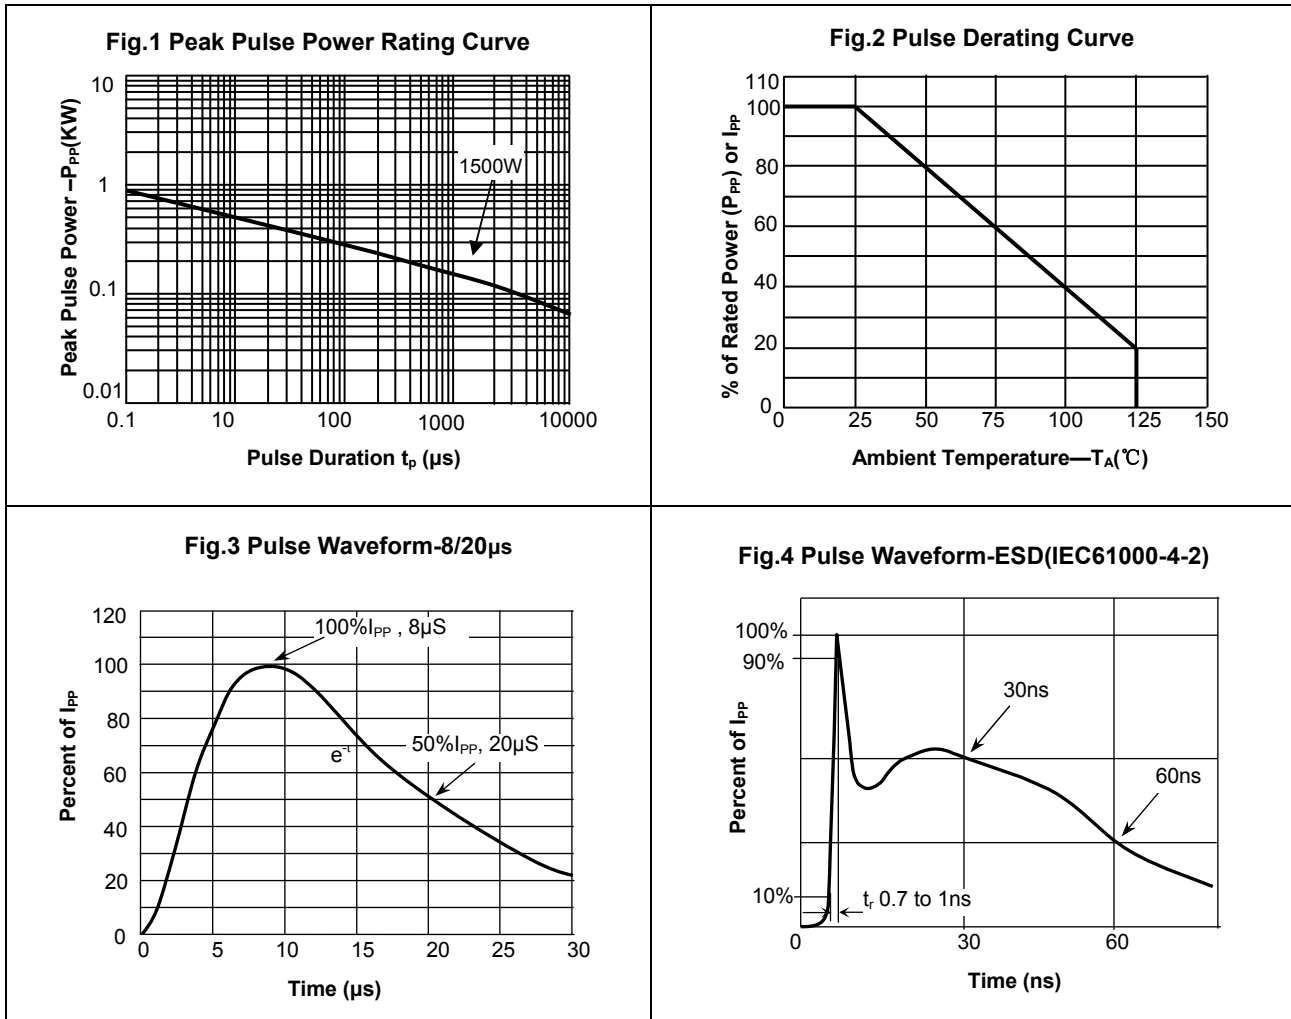 Fig.1 Peak Pulse Power Rating Curve
Peak Pulse Power –PPP(KW)
10
1
0.1
0.01
1500W
0.1 10 100 1000 10000
Pulse Duration tp (µs)
Fig.2 Pulse Derating Curve
% of Rated Power (PPP) or IPP
110
100
80
60
40
20
0
0 25 50 75 100 125 150
Ambient Temperature—TA(℃)
Fig.3 Pulse Waveform-8/20µs
Percent of IPP
120
100
80
60
40
20
0
100%IPP , 8µS
e-t
50%IPP, 20µS
0 5 10 15 20 25 30
Time (µs)
Fig.4 Pulse Waveform-ESD(IEC61000-4-2)
Percent of IPP
100%
90%
10%
30ns
60ns
tr 0.7 to 1ns
0 30 60
Time (ns)